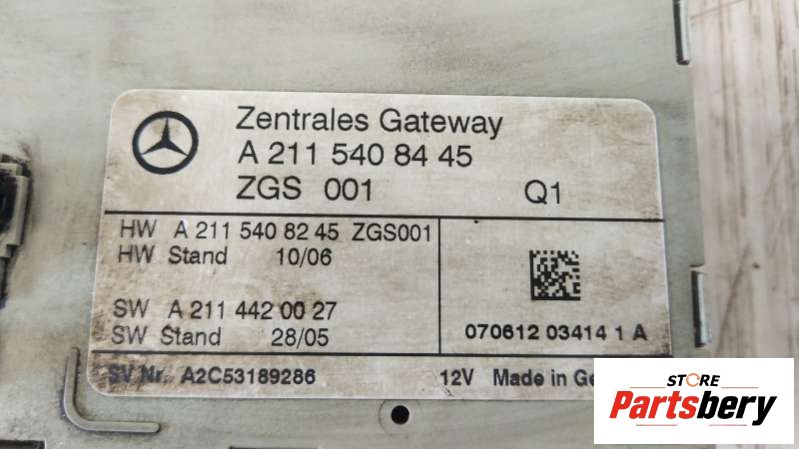 Zentrales Gateway
A 211 540 84 45
ZGS 001 Q1
HW A 211 540 82 45 ZGS001
HW Stand 10/06
SW A 211 442 00 27
SW Stand 28/05
070612 03414 1 A
SV Nr. A2C53189286 12V Made in
STORE
Partsbery